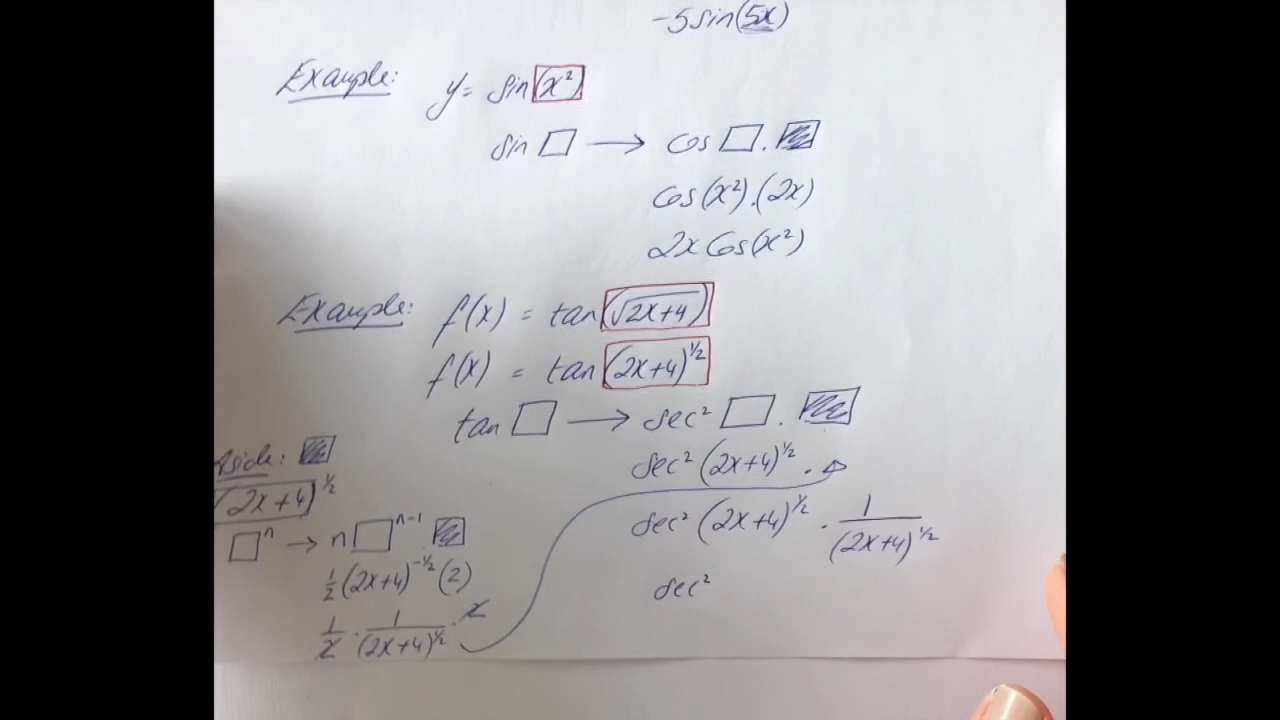 -5sin(5x)
Example: y = sin(x²)
sin □ → cos □ .
cos(x²).(2x)
2x cos(x²)
Example: f(x) = tan(√2x+4)
f(x) = tan(2x+4)^1/2
tan □ → sec² □ .
Aside:
sec² (2x+4)^1/2 .
(2x+4)^1/2
sec² (2x+4)^1/2 . 1/(2x+4)^1/2
□^n → n □^n-1 .
1/2 (2x+4)^-1/2 (2)
sec²
1/2 . 1/(2x+4)^1/2 . 2